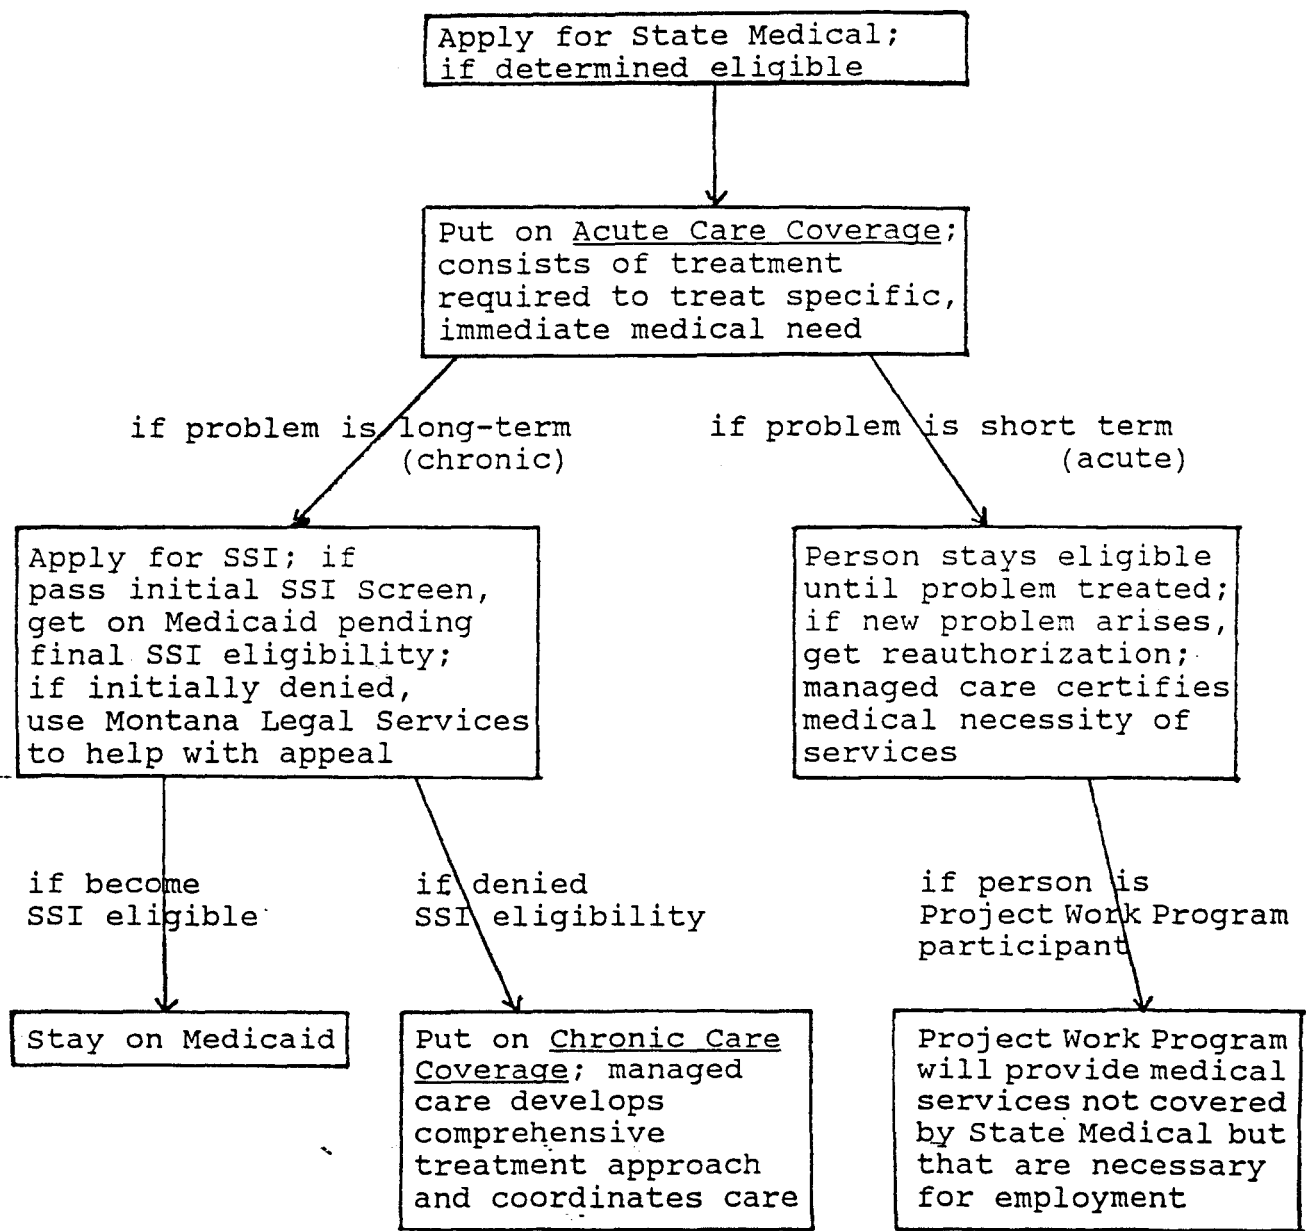 Apply for State Medical;
if determined eligible
Put on Acute Care Coverage;
consists of treatment
required to treat specific,
immediate medical need
if problem is long-term
(chronic)
if problem is short term
(acute)
Apply for SSI; if
pass initial SSI Screen,
get on Medicaid pending
final SSI eligibility;
if initially denied,
use Montana Legal Services
to help with appeal
Person stays eligible
until problem treated;
if new problem arises,
get reauthorization;
managed care certifies
medical necessity of
services
if become
SSI eligible
if denied
SSI eligibility
if person is
Project Work Program
participant
Stay on Medicaid
Put on Chronic Care
Coverage; managed
care develops
comprehensive
treatment approach
and coordinates care
Project Work Program
will provide medical
services not covered
by State Medical but
that are necessary
for employment